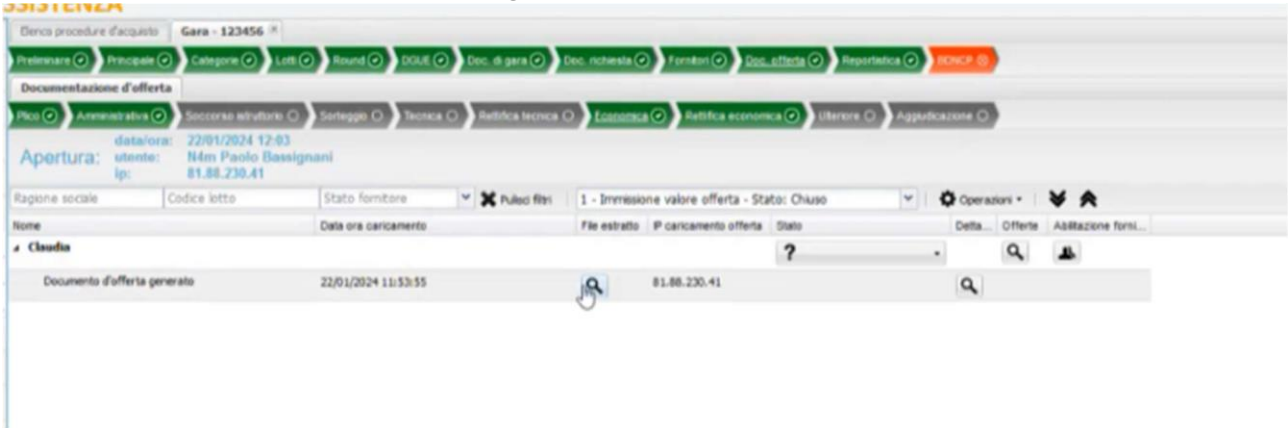 SSISTENZA
Elenco procedure d'acquisto Gara - 123456
Preliminare Principale Categorie Lotti Round DGUE Doc. di gara Doc. richiesta Fornitori Doc. offerta Reportistica BDNCP
Documentazione d'offerta
Plico Amministrativa Soccorso istruttorio Sorteggio Tecnica Rettifica tecnica Economica Rettifica economica Ulteriore Aggiudicazione
data/ora: 22/01/2024 12:03
Apertura: utente: N4m Paolo Bassignani
ip: 81.88.230.41
Ragione sociale Codice lotto Stato fornitore Pulisci filtri 1 - Immissione valore offerta - Stato: Chiuso Operazioni
Nome Data ora caricamento File estratto IP caricamento offerta Stato Detta... Offerte Abilitazione forni...
Claudia ?
Documento d'offerta generato 22/01/2024 11:53:55 81.88.230.41